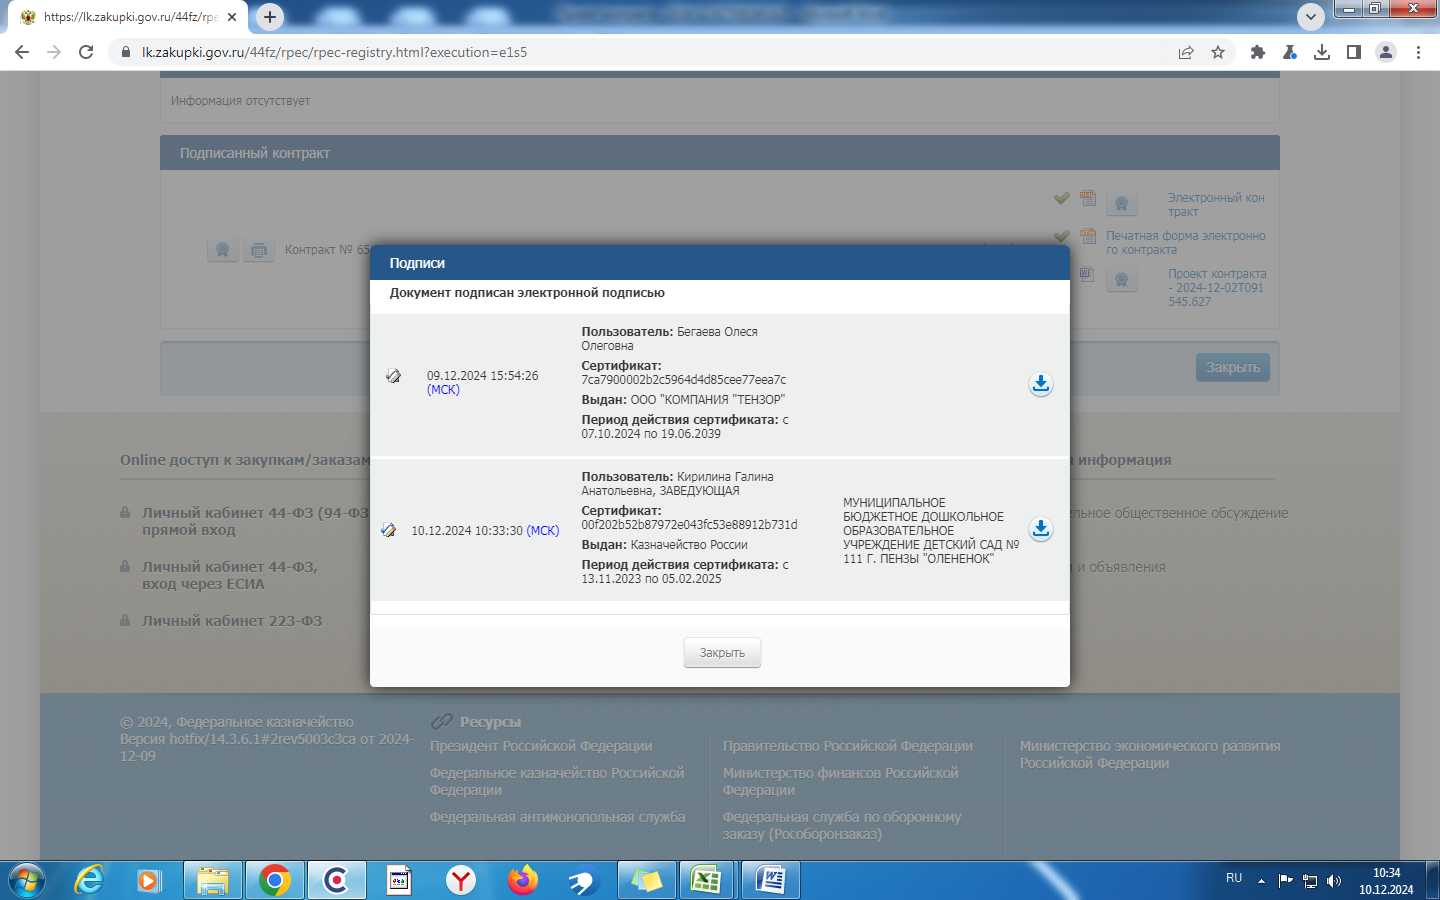 https://lk.zakupki.gov.ru/44fz/rpe
lk.zakupki.gov.ru/44fz/rpec/rpec-registry.html?execution=e1s5
Информация отсутствует
Подписанный контракт
Контракт № 65
Электронный кон
тракт
Печатная форма электронно
го контракта
Проект контракта
- 2024-12-02T091
545.627
Закрыть
Подписи
Документ подписан электронной подписью
09.12.2024 15:54:26
(МСК)
Пользователь: Бегаева Олеся
Олеговна
Сертификат:
7ca7900002b2c5964d4d85cee77eea7c
Выдан: ООО "КОМПАНИЯ "ТЕНЗОР"
Период действия сертификата: с
07.10.2024 по 19.06.2039
10.12.2024 10:33:30 (МСК)
Пользователь: Кирилина Галина
Анатольевна, ЗАВЕДУЮЩАЯ
Сертификат:
00f202b52b87972e043fc53e88912b731d
Выдан: Казначейство России
Период действия сертификата: с
13.11.2023 по 05.02.2025
МУНИЦИПАЛЬНОЕ
БЮДЖЕТНОЕ ДОШКОЛЬНОЕ
ОБРАЗОВАТЕЛЬНОЕ
УЧРЕЖДЕНИЕ ДЕТСКИЙ САД №
111 Г. ПЕНЗЫ "ОЛЕНЕНОК"
Закрыть
Online доступ к закупкам/заказам
Личный кабинет 44-ФЗ (94-ФЗ
прямой вход
Личный кабинет 44-ФЗ,
вход через ЕСИА
Личный кабинет 223-ФЗ
я информация
льное общественное обсуждение
и и объявления
© 2024, Федеральное казначейство
Версия hotfix/14.3.6.1#2rev5003c3ca от 2024-
12-09
Ресурсы
Президент Российской Федерации
Федеральное казначейство Российской
Федерации
Федеральная антимонопольная служба
Правительство Российской Федерации
Министерство финансов Российской
Федерации
Федеральная служба по оборонному
заказу (Рособоронзаказ)
Министерство экономического развития
Российской Федерации
RU
10:34
10.12.2024